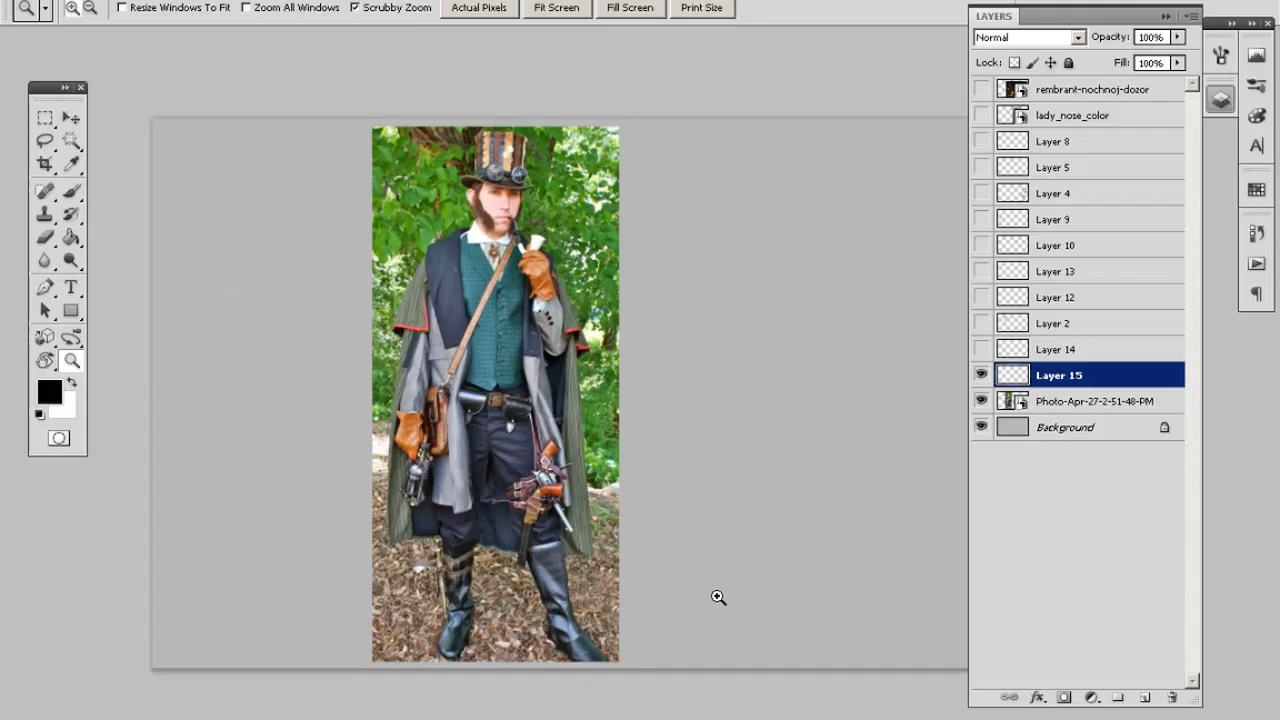 Resize Windows To Fit Zoom All Windows Scrubby Zoom Actual Pixels Fit Screen Fill Screen Print Size
LAYERS
Normal Opacity: 100%
Lock: Fill: 100%
rembrant-nochnoj-dozor
lady_nose_color
Layer 8
Layer 5
Layer 4
Layer 9
Layer 10
Layer 13
Layer 12
Layer 2
Layer 14
Layer 15
Photo-Apr-27-2-51-48-PM
Background